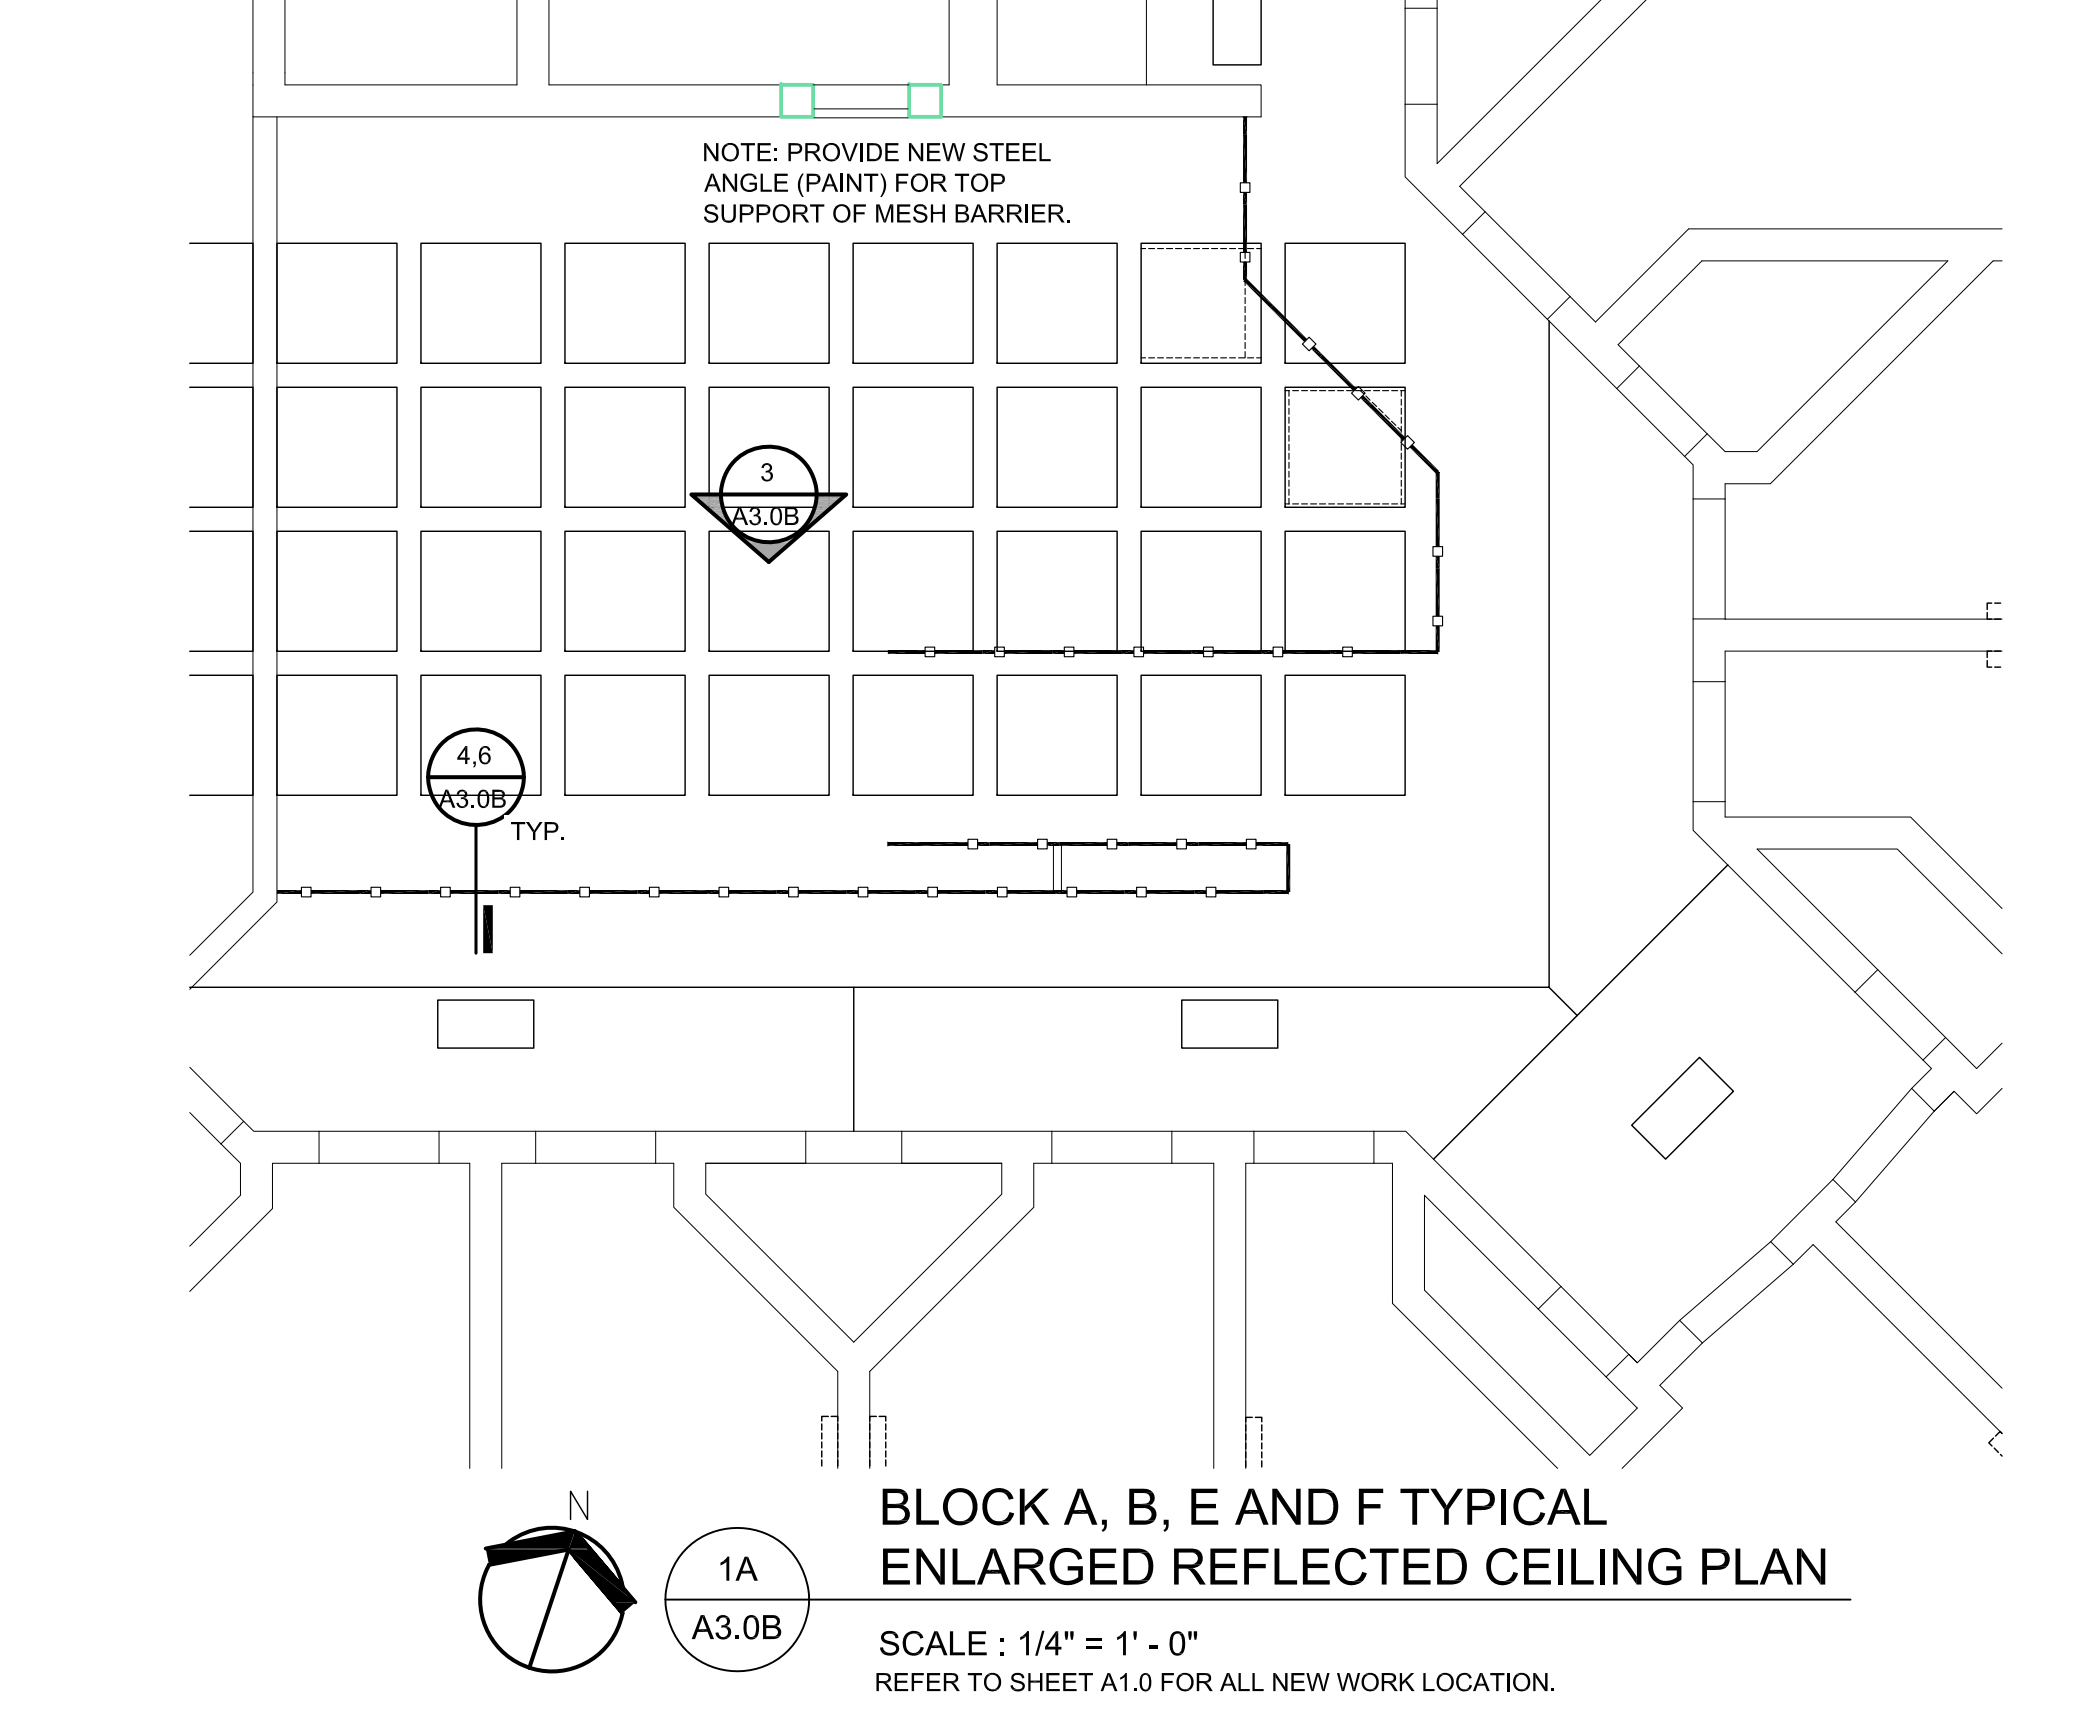 NOTE: PROVIDE NEW STEEL
ANGLE (PAINT) FOR TOP
SUPPORT OF MESH BARRIER.
3
A3.0B
4,6
A3.0B
TYP.
N
1A
A3.0B
BLOCK A, B, E AND F TYPICAL
ENLARGED REFLECTED CEILING PLAN
SCALE : 1/4" = 1' - 0"
REFER TO SHEET A1.0 FOR ALL NEW WORK LOCATION.